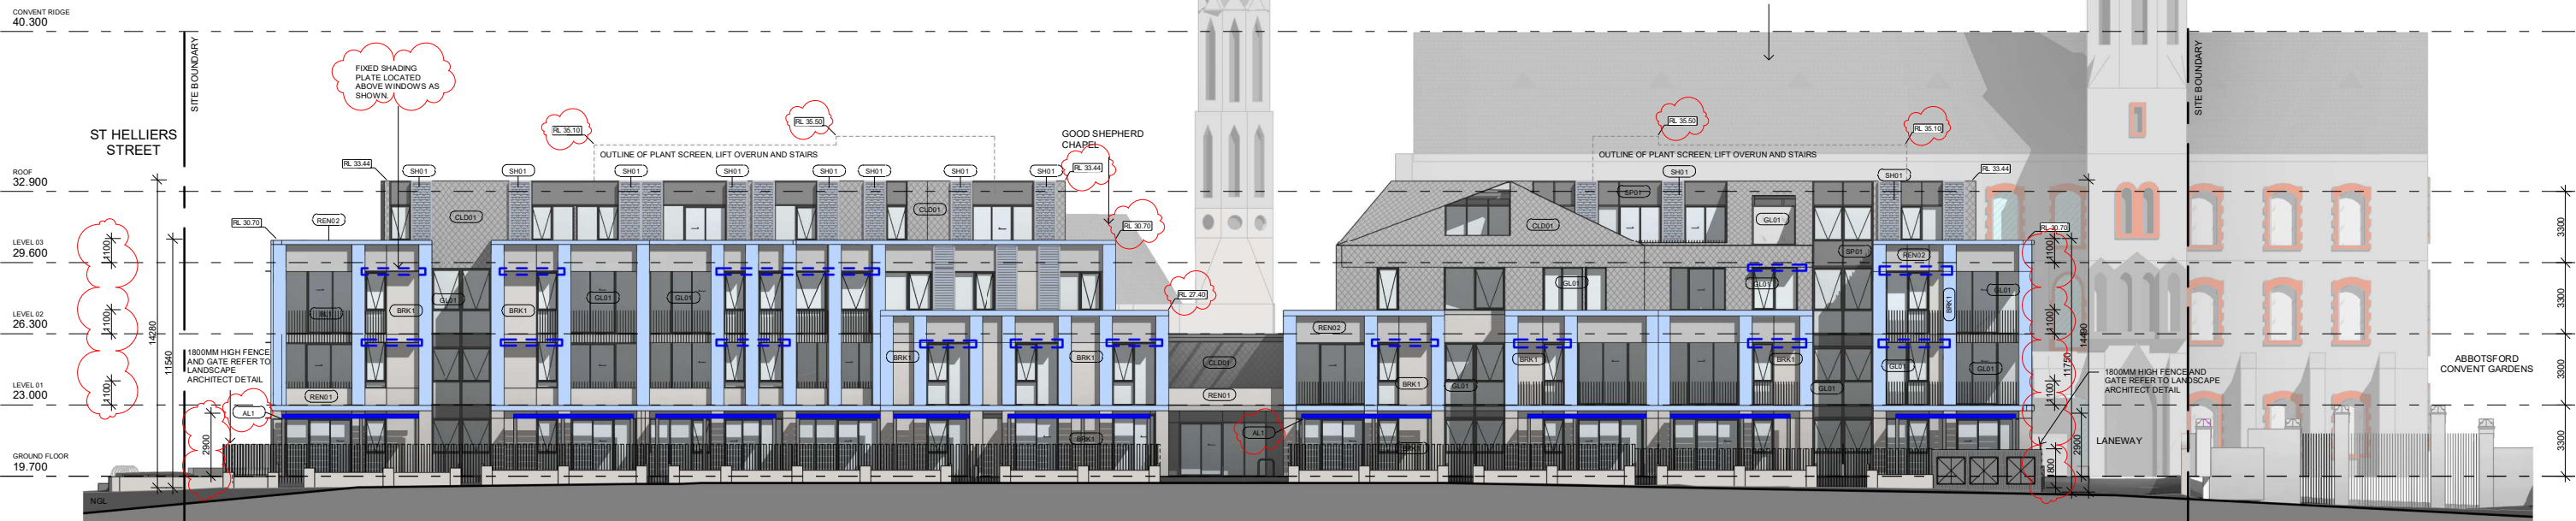 CONVENT RIDGE
40.300
SITE BOUNDARY
FIXED SHADING
PLATE LOCATED
ABOVE WINDOWS AS
SHOWN.
ST HELLIERS
STREET
RL 35.10
RL 35.50
OUTLINE OF PLANT SCREEN, LIFT OVERUN AND STAIRS
GOOD SHEPHERD
CHAPEL
RL 33.44
RL 33.44
RL 35.50
RL 35.10
OUTLINE OF PLANT SCREEN, LIFT OVERUN AND STAIRS
RL 33.44
SITE BOUNDARY
ROOF
32.900
SH01
SH01
SH01
SH01
SH01
SH01
SH01
SH01
SH01
SH01
SP01
CLD01
CLD01
CLD01
GL01
RL 30.70
REN02
RL 30.70
RL 30.70
LEVEL 03
29.600
1100
1100
1100
14280
11540
SP01
REN02
GL01
GL01
GL01
GL01
GL01
GL01
BRK1
BRK1
BRK1
RL 27.40
LEVEL 02
26.300
REN02
1800MM HIGH FENCE
AND GATE REFER TO
LANDSCAPE
ARCHITECT DETAIL
BRK1
BRK1
CLD01
BRK1
BRK1
BRK1
GL01
GL01
GL01
GL01
REN01
REN01
LEVEL 01
23.000
AL1
2900
BRK1
AL1
BRK1
1100
1100
1100
14490
11750
2900
1800
1800MM HIGH FENCE AND
GATE REFER TO LANDSCAPE
ARCHITECT DETAIL
LANEWAY
ABBOTSFORD
CONVENT GARDENS
3300
3300
3300
3300
GROUND FLOOR
19.700
NGL